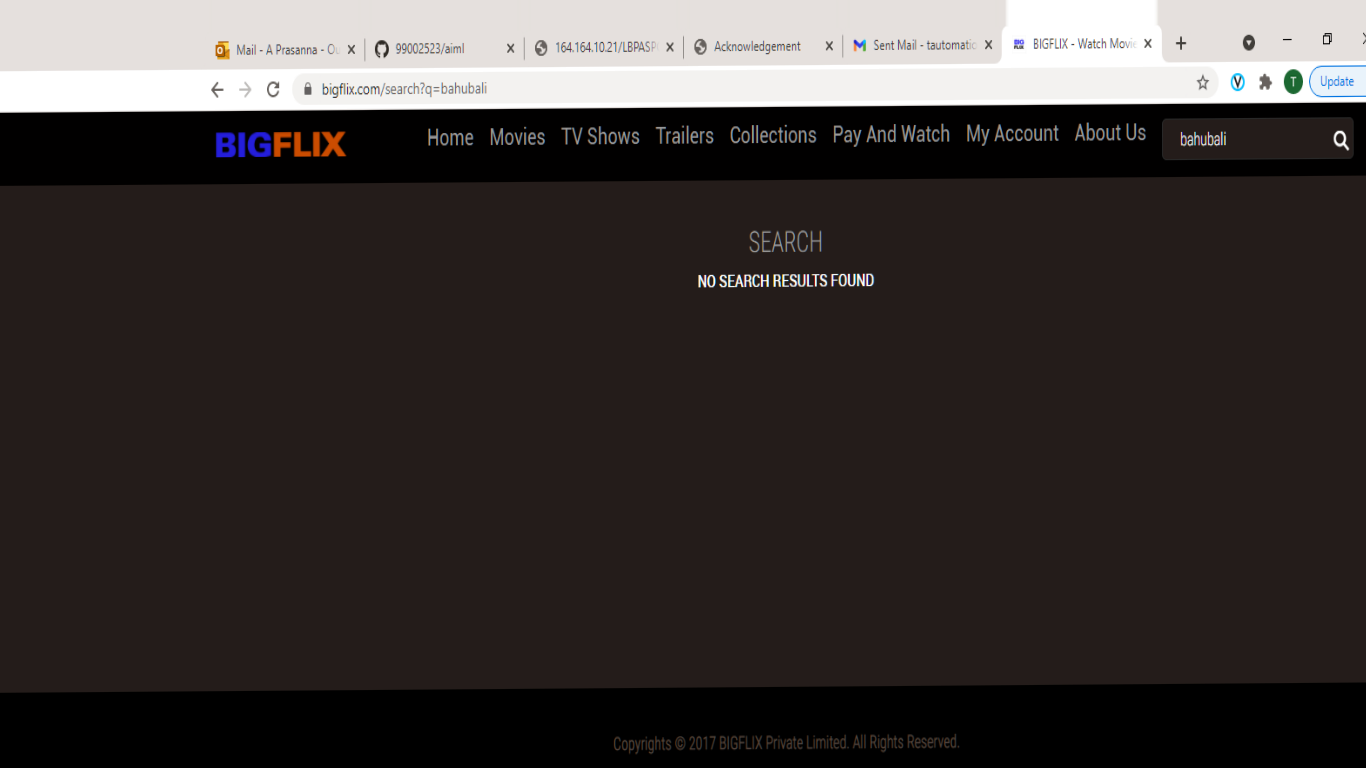 Mail - A Prasanna - Ou
99002523/aiml
164.164.10.21/LBPASP
Acknowledgement
Sent Mail - tautomatio
BIGFLIX - Watch Movie
bigflix.com/search?q=bahubali
T
Update
BIGFLIX
Home Movies TV Shows Trailers Collections Pay And Watch My Account About Us
bahubali
SEARCH
NO SEARCH RESULTS FOUND
Copyrights © 2017 BIGFLIX Private Limited. All Rights Reserved.